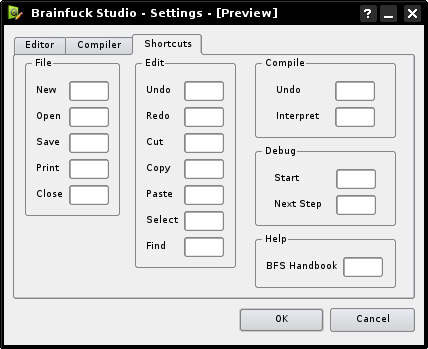 Brainfuck Studio - Settings - [Preview]
Editor Compiler Shortcuts
File
New
Open
Save
Print
Close
Edit
Undo
Redo
Cut
Copy
Paste
Select
Find
Compile
Undo
Interpret
Debug
Start
Next Step
Help
BFS Handbook
OK Cancel